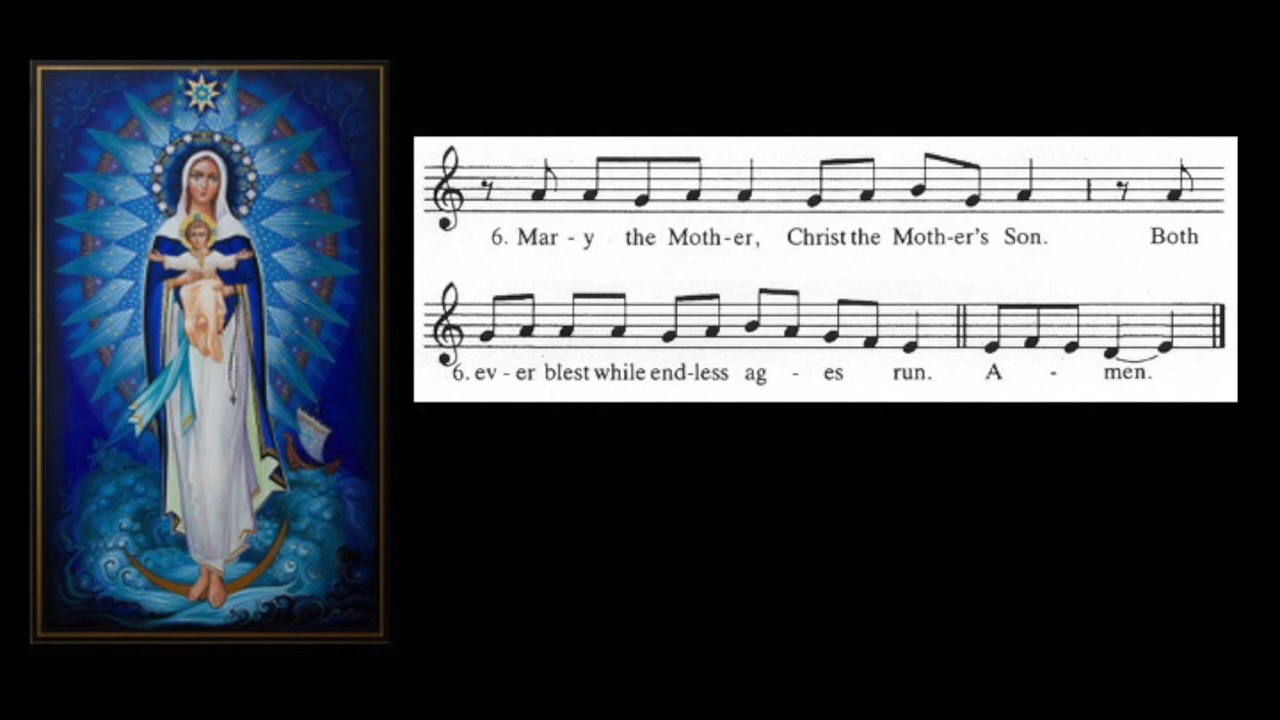 6. Mar - y the Moth - er, Christ the Moth - er's Son. Both
6. ev - er blest while end - less ag - es run. A - men.